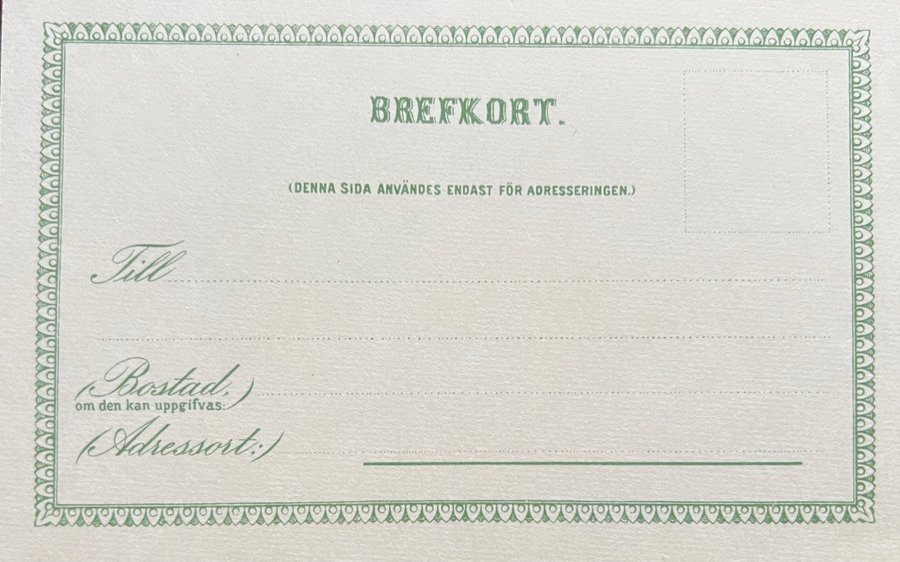 BREFKORT.
(DENNA SIDA ANVÄNDES ENDAST FÖR ADRESSERINGEN.)
Till
(Bostad,)
om den kan uppgifvas:
(Adressort:)